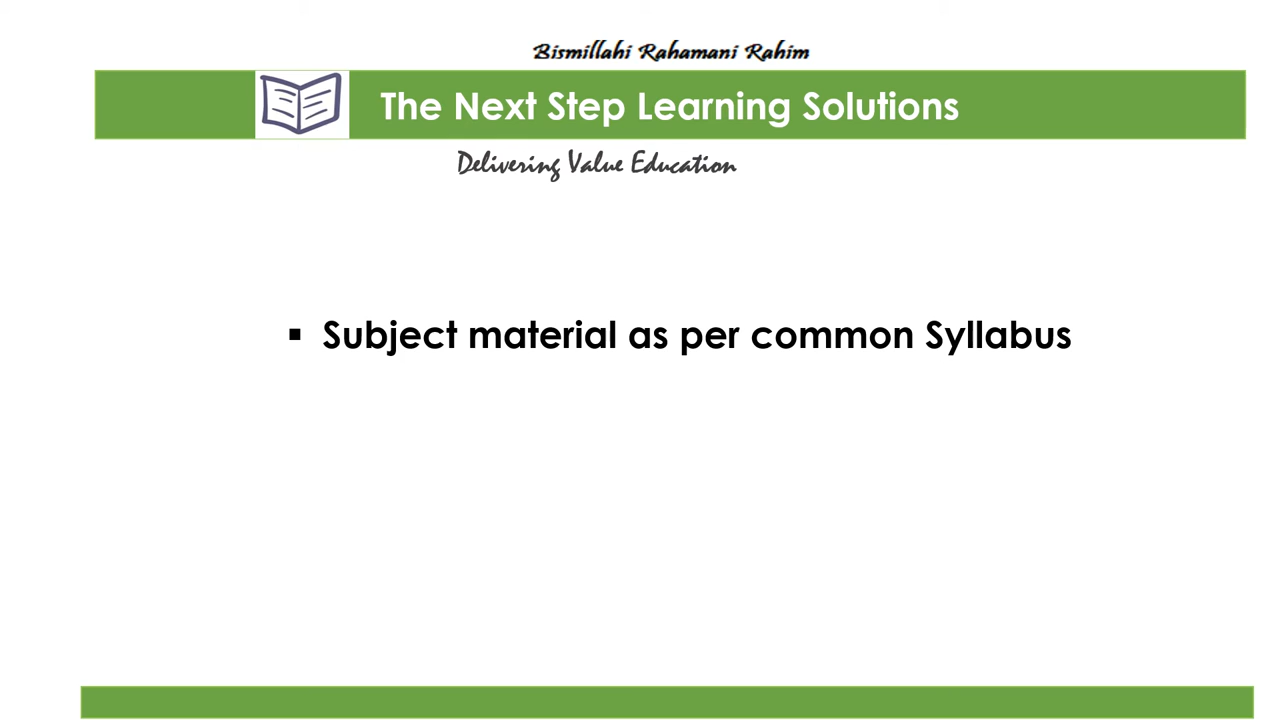 Bismillahi Rahamani Rahim
The Next Step Learning Solutions
Delivering Value Education
▪ Subject material as per common Syllabus